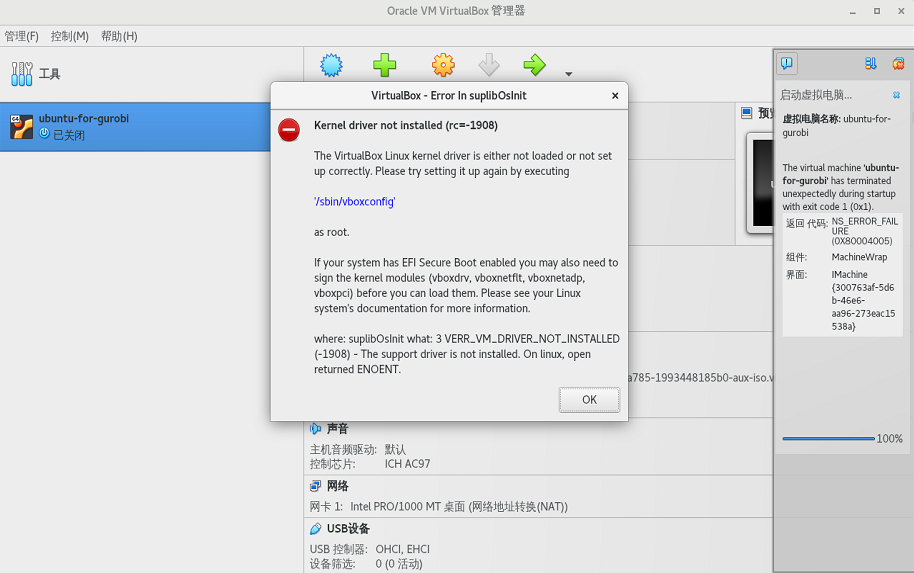 Oracle VM VirtualBox 管理器
管理(F) 控制(M) 帮助(H)
工具
64
ubuntu-for-gurobi
已关闭
VirtualBox - Error In suplibOsInit
Kernel driver not installed (rc=-1908)
The VirtualBox Linux kernel driver is either not loaded or not set
up correctly. Please try setting it up again by executing
'/sbin/vboxconfig'
as root.
If your system has EFI Secure Boot enabled you may also need to
sign the kernel modules (vboxdrv, vboxnetflt, vboxnetadp,
vboxpci) before you can load them. Please see your Linux
system's documentation for more information.
where: suplibOsInit what: 3 VERR_VM_DRIVER_NOT_INSTALLED
(-1908) - The support driver is not installed. On linux, open
returned ENOENT.
OK
预览
a785-1993448185b0-aux-iso.v
声音
主机音频驱动: 默认
控制芯片: ICH AC97
网络
网卡 1: Intel PRO/1000 MT 桌面 (网络地址转换(NAT))
USB设备
USB 控制器: OHCI, EHCI
设备筛选: 0 (0 活动)
启动虚拟电脑...
虚拟电脑名称: ubuntu-for-
gurobi
The virtual machine 'ubuntu-
for-gurobi' has terminated
unexpectedly during startup
with exit code 1 (0x1).
返回 代码: NS_ERROR_FAIL
URE
(0X80004005)
组件: MachineWrap
界面: IMachine
{300763af-5d6
b-46e6-
aa96-273eac15
538a}
100%